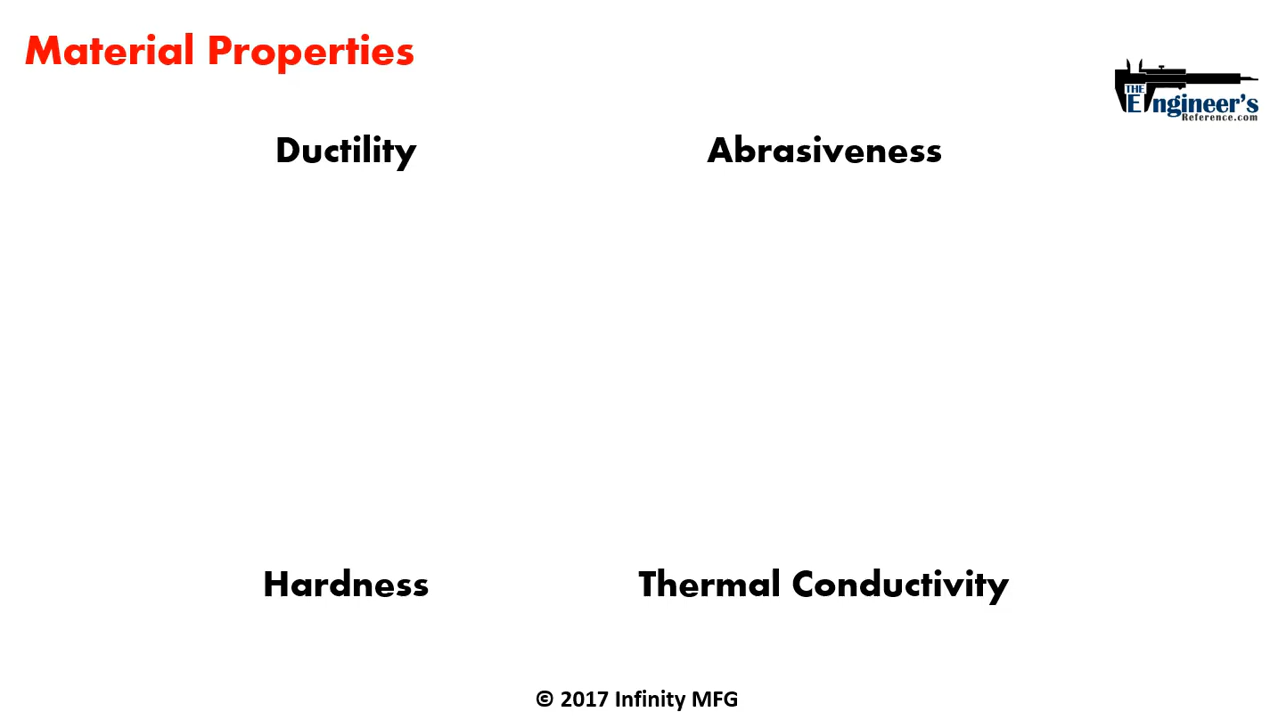 Material Properties
THE
Engineer's
Reference.com
Ductility
Abrasiveness
Hardness
Thermal Conductivity
© 2017 Infinity MFG